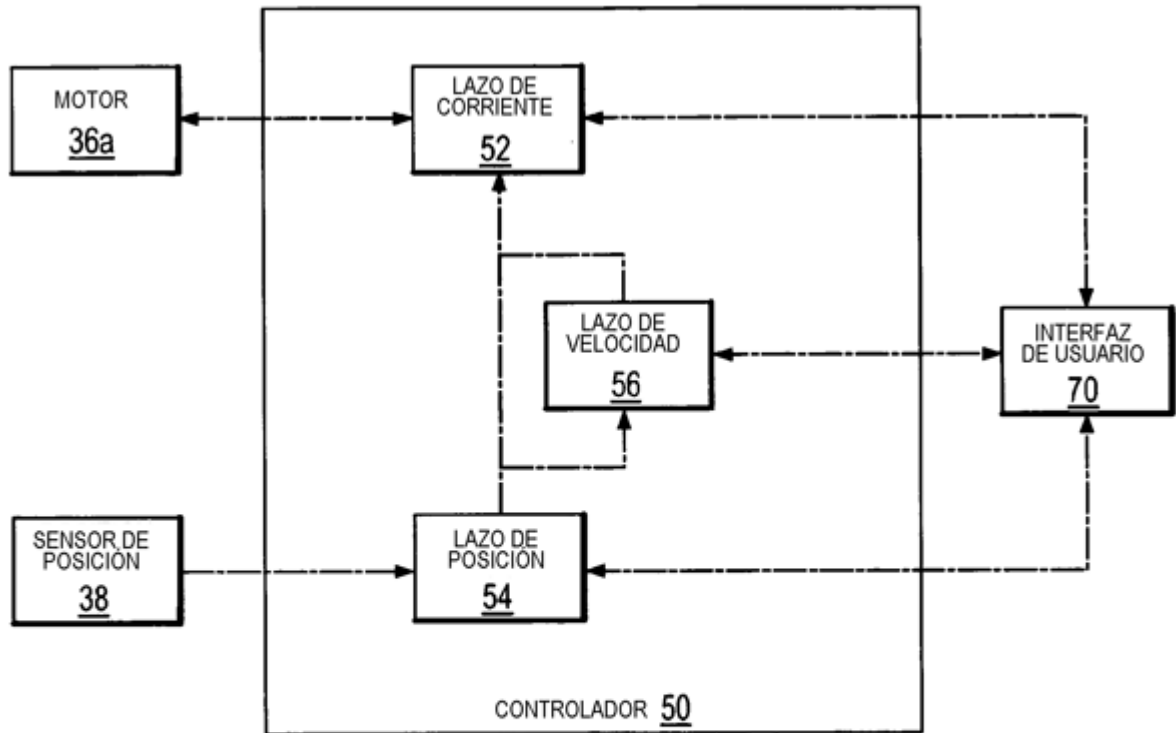 MOTOR
36a
LAZO DE
CORRIENTE
52
LAZO DE
VELOCIDAD
56
INTERFAZ
DE USUARIO
70
SENSOR DE
POSICIÓN
38
LAZO DE
POSICIÓN
54
CONTROLADOR 50